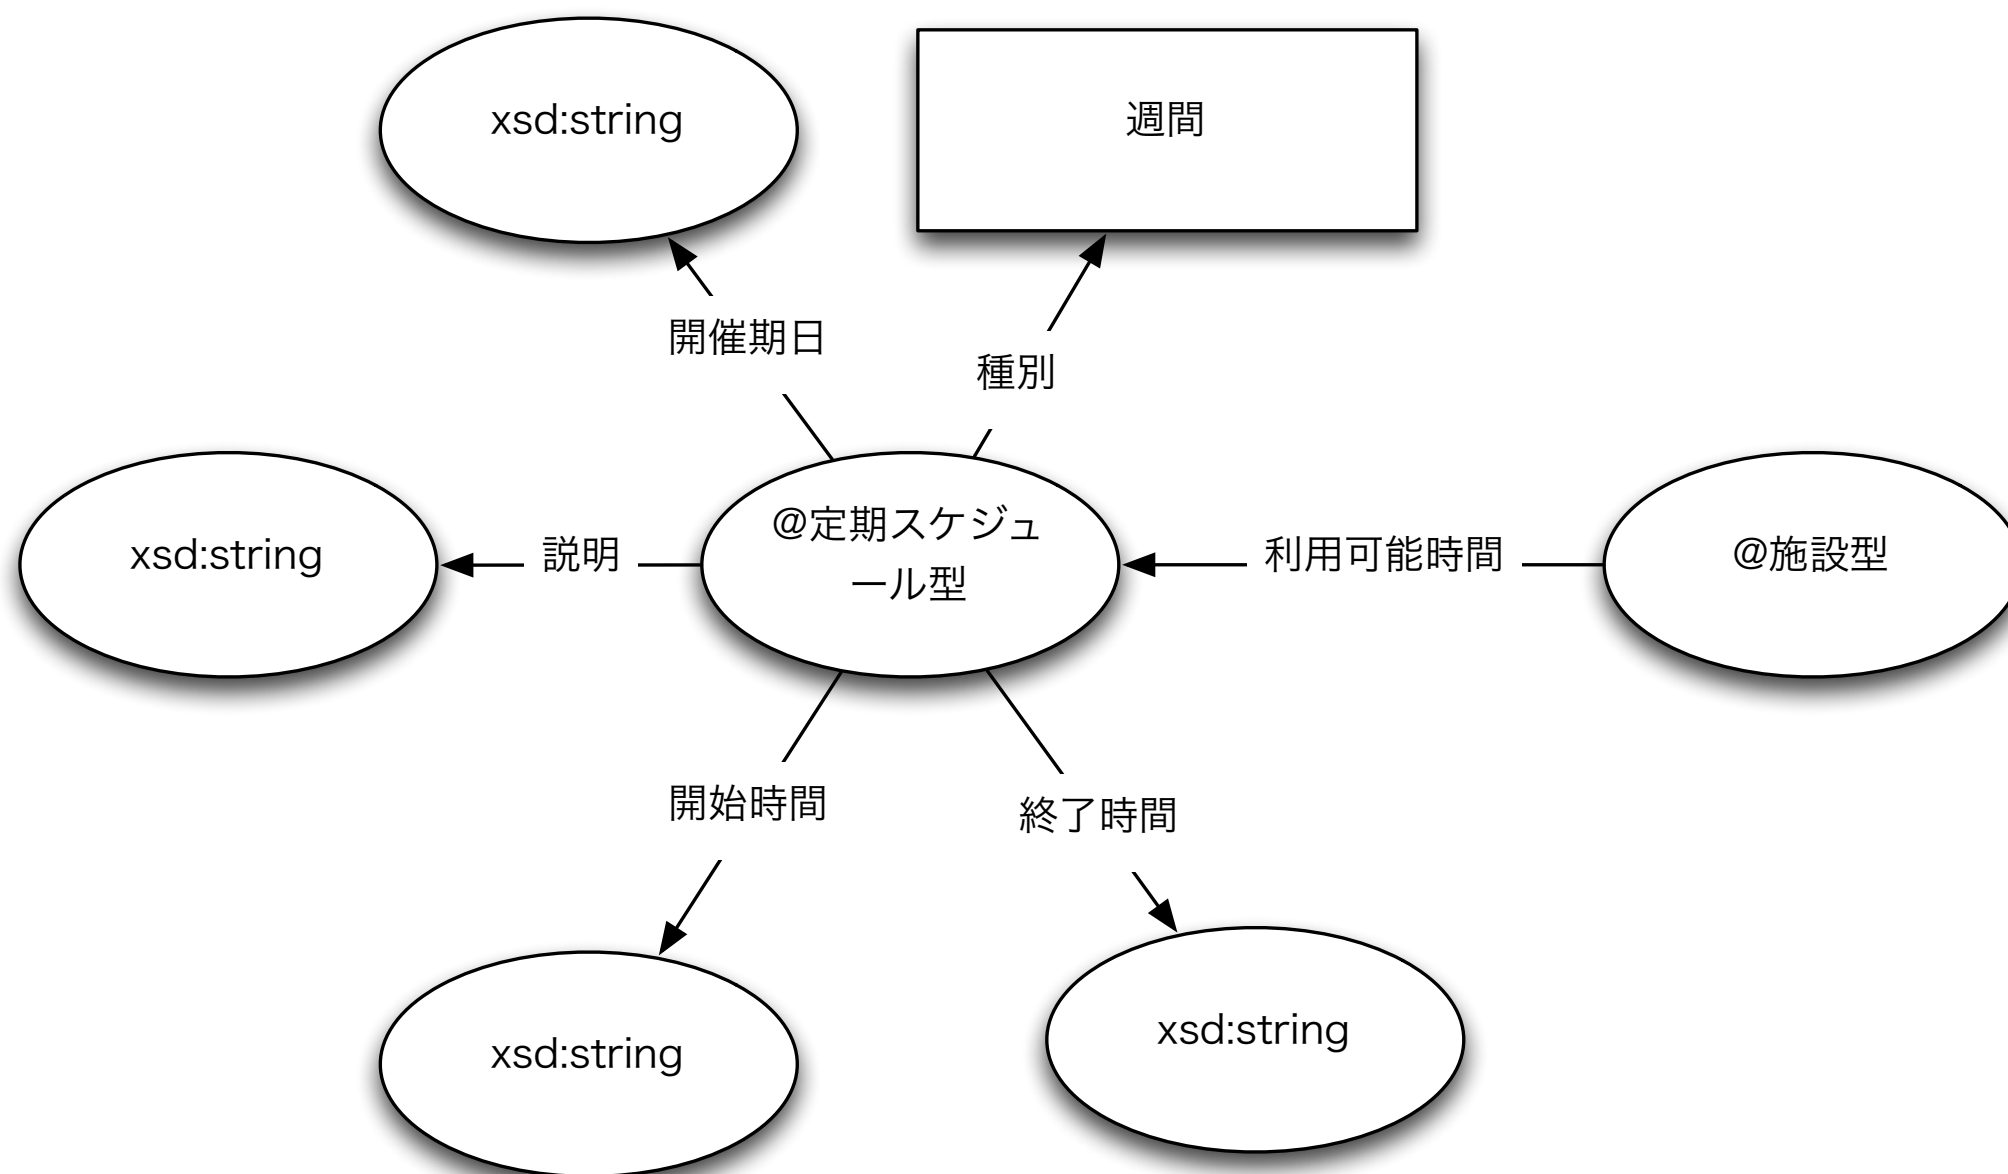 xsd:string
週間
開催期日
種別
xsd:string
説明
@定期スケジュ
ール型
利用可能時間
@施設型
開始時間
終了時間
xsd:string
xsd:string